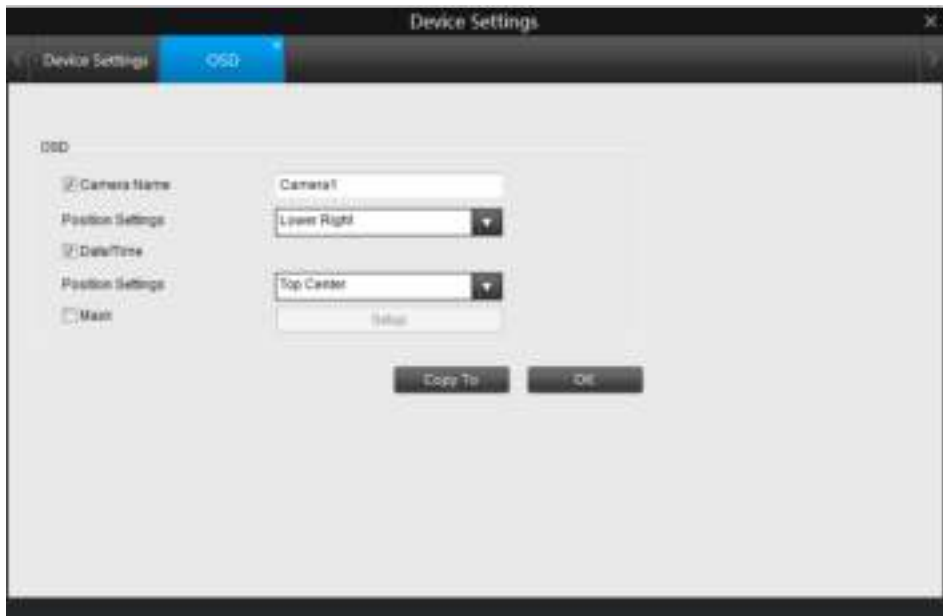 Device Settings
Device Settings OSD
OSD
Camera Name Camera1
Position Settings Lower Right
Date/Time
Position Settings Top Center
Mask Setup
Copy To OK